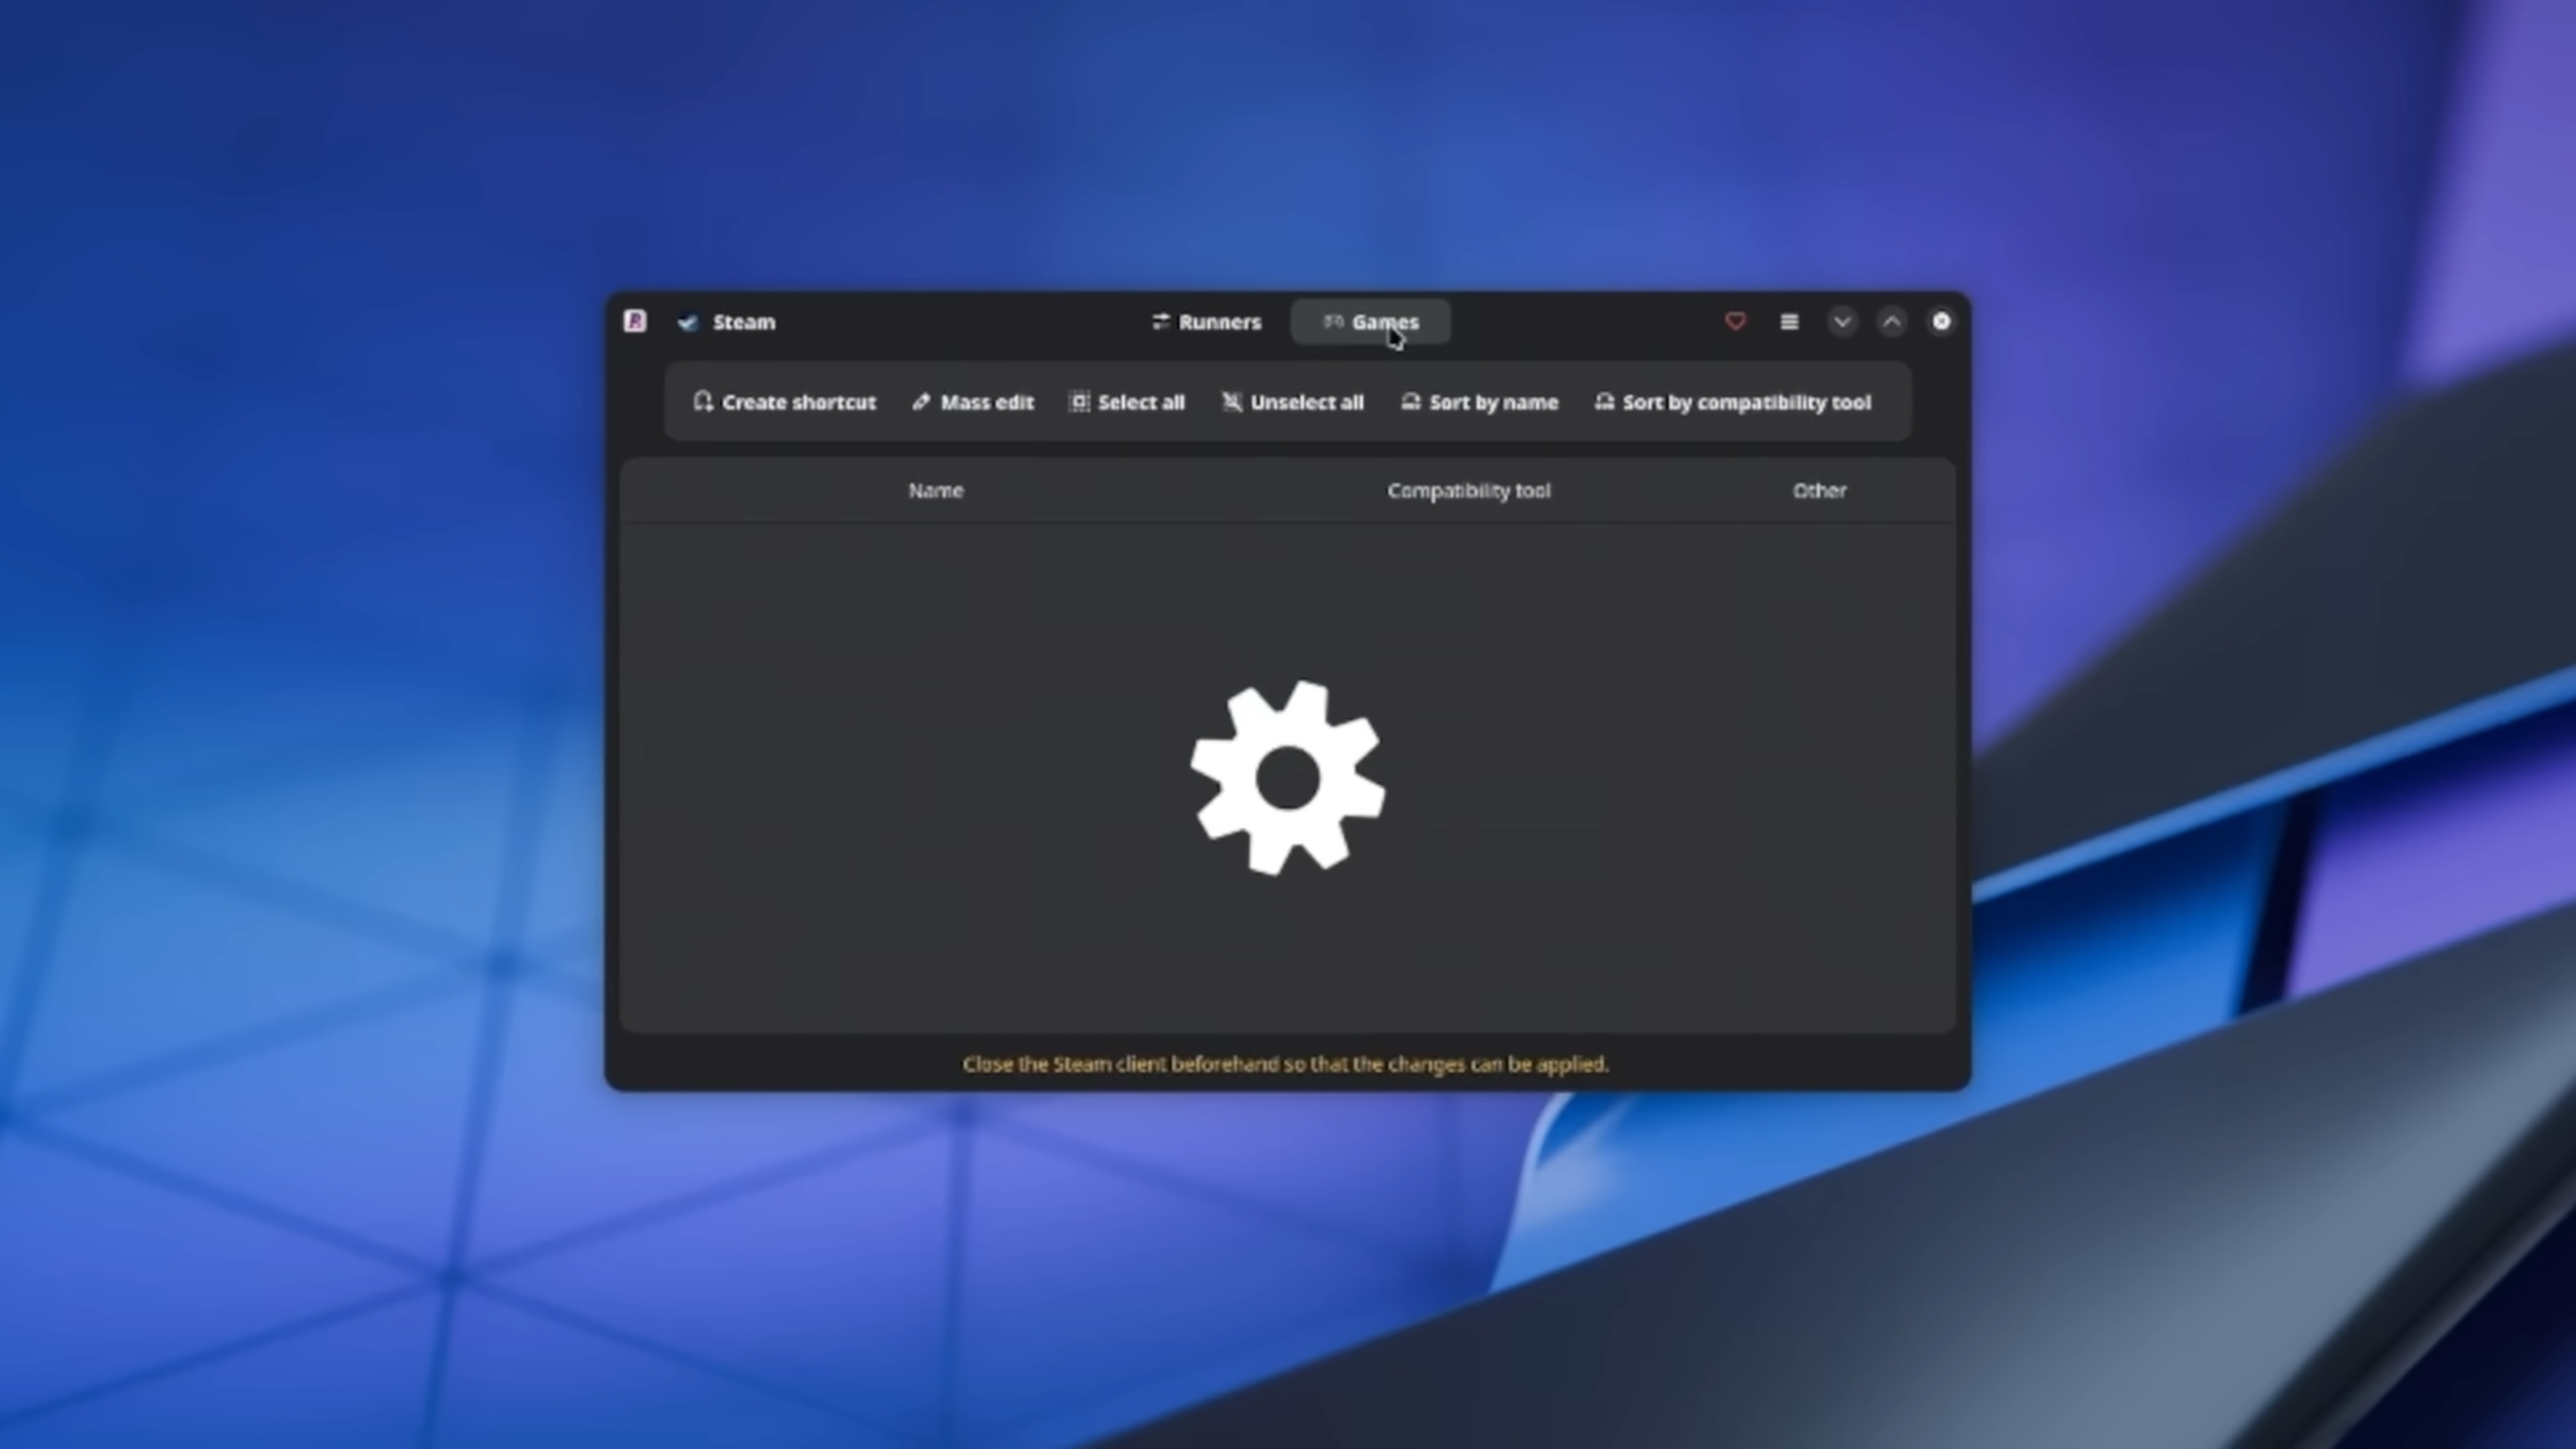 Steam
Runners
Games
Create shortcut
Mass edit
Select all
Unselect all
Sort by name
Sort by compatibility tool
Name
Compatibility tool
Other
Close the Steam client beforehand so that the changes can be applied.